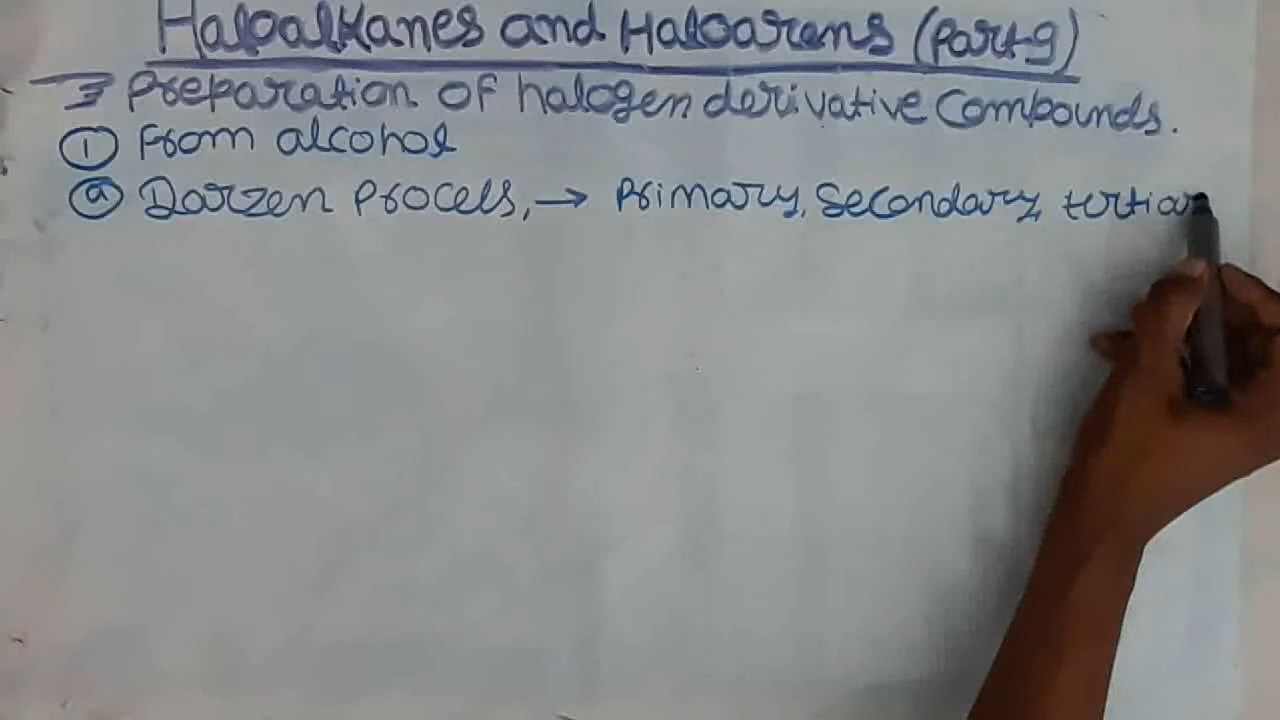 Haloalkanes and Haloarens (Part-9)
→ Preparation of halogen derivative Compounds.
① From alcohol
ⓐ Darzen Process, → Primary, Secondary, tertiar